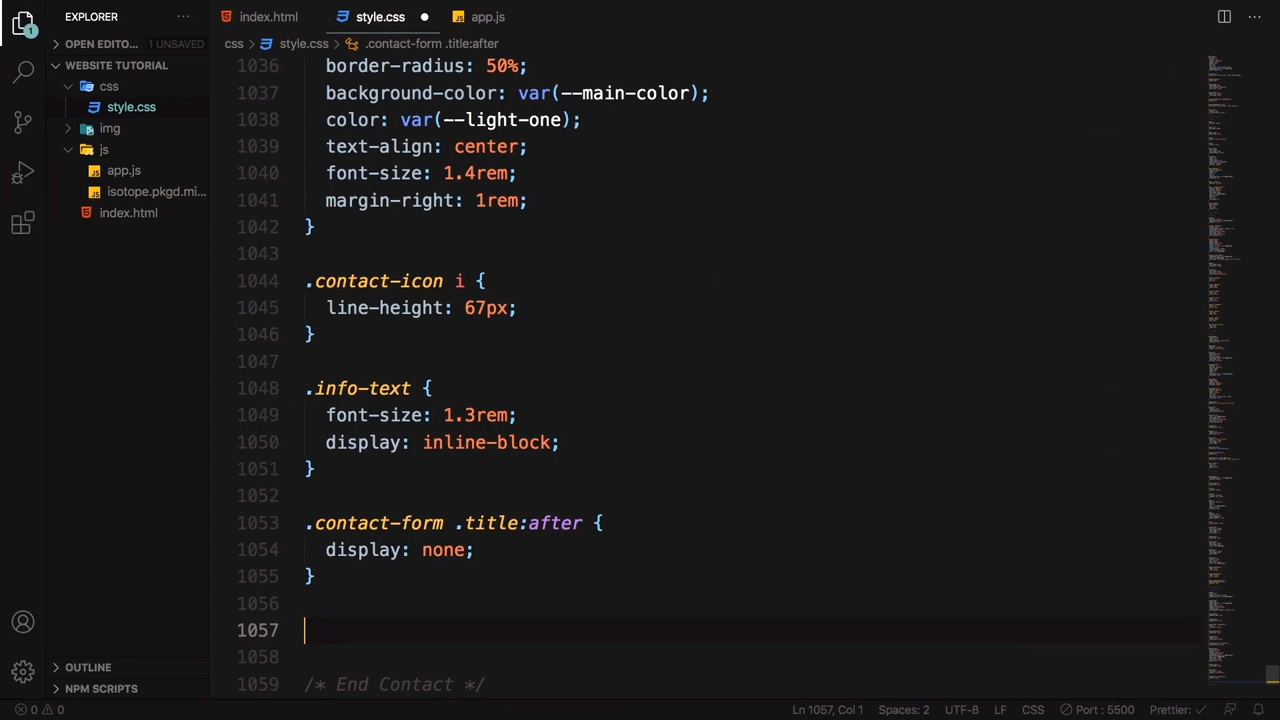 EXPLORER
index.html
style.css
app.js
OPEN EDITO... 1 UNSAVED
css > style.css > .contact-form .title:after
WEBSITE TUTORIAL
css
style.css
img
js
app.js
isotope.pkgd.mi...
index.html
1036 border-radius: 50%;
1037 background-color: var(--main-color);
1038 color: var(--light-one);
1039 text-align: center;
1040 font-size: 1.4rem;
1041 margin-right: 1rem;
1042 }
1043
1044 .contact-icon i {
1045 line-height: 67px;
1046 }
1047
1048 .info-text {
1049 font-size: 1.3rem;
1050 display: inline-block;
1051 }
1052
1053 .contact-form .title:after {
1054 display: none;
1055 }
1056
1057
1058
1059 /* End Contact */
1
OUTLINE
NPM SCRIPTS
0 0
Ln 1057, Col 1
Spaces: 2
UTF-8
LF
CSS
Port : 5500
Prettier: ✓